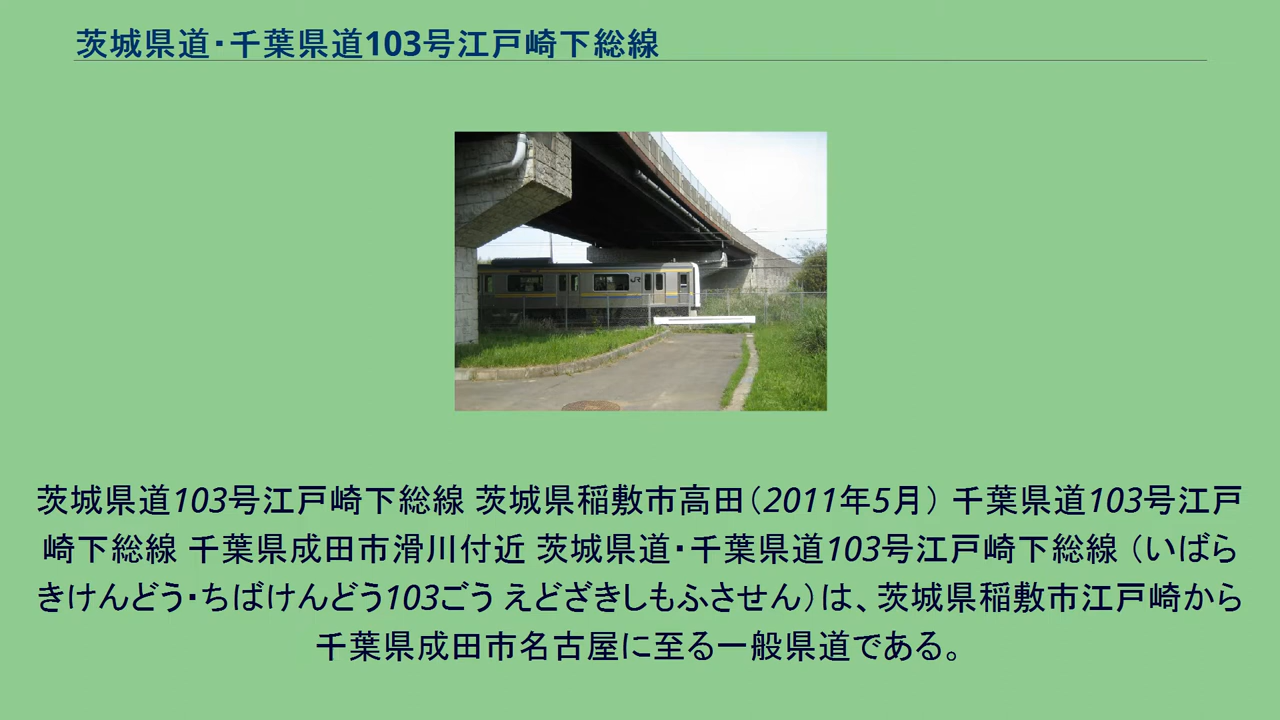 茨城県道・千葉県道103号江戸崎下総線
JR
茨城県道103号江戸崎下総線 茨城県稲敷市高田（2011年5月） 千葉県道103号江戸
崎下総線 千葉県成田市滑川付近 茨城県道・千葉県道103号江戸崎下総線 （いばら
きけんどう・ちばけんどう103ごう えどざきしもふさせん）は、茨城県稲敷市江戸崎から
千葉県成田市名古屋に至る一般県道である。